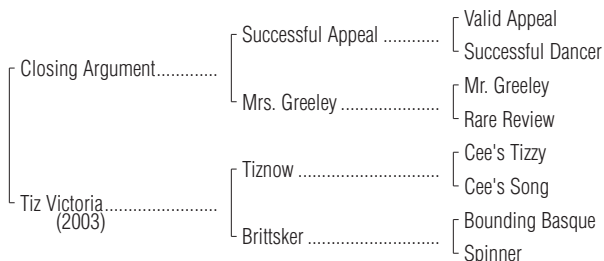 Valid Appeal
Successful Appeal ............
Successful Dancer
Closing Argument.............
Mr. Greeley
Mrs. Greeley .....................
Rare Review
Cee's Tizzy
Tiznow ..............................
Cee's Song
Tiz Victoria........................
(2003)
Bounding Basque
Brittsker ............................
Spinner